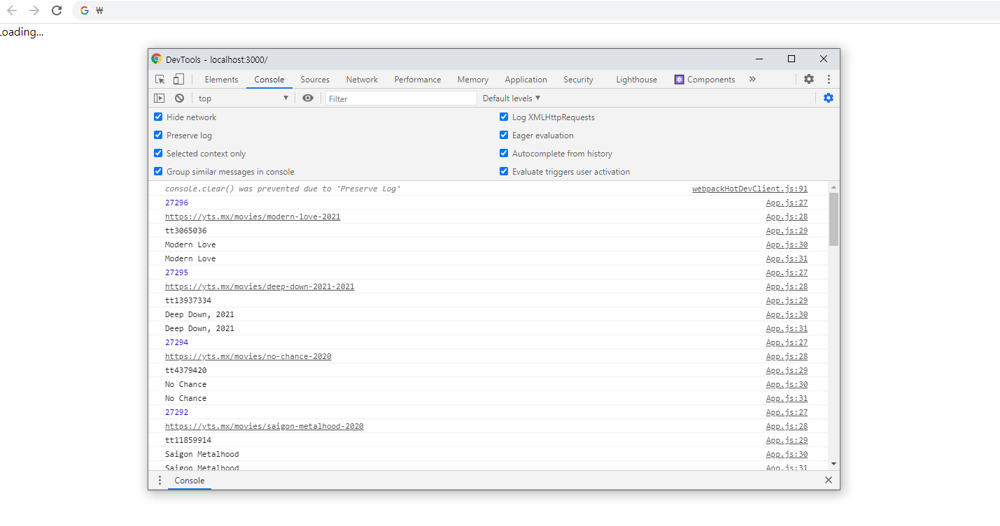 ₩
Loading...
DevTools - localhost:3000/
Elements Console Sources Network Performance Memory Application Security Lighthouse Components »
top Filter Default levels
Hide network Log XMLHttpRequests
Preserve log Eager evaluation
Selected context only Autocomplete from history
Group similar messages in console Evaluate triggers user activation
console.clear() was prevented due to 'Preserve log' webpackHotDevClient.js:91
27296 App.js:27
https://yts.mx/movies/modern-love-2021 App.js:28
tt3065036 App.js:29
Modern Love App.js:30
Modern Love App.js:31
27295 App.js:27
https://yts.mx/movies/deep-down-2021-2021 App.js:28
tt13937334 App.js:29
Deep Down, 2021 App.js:30
Deep Down, 2021 App.js:31
27294 App.js:27
https://yts.mx/movies/no-chance-2020 App.js:28
tt4379420 App.js:29
No Chance App.js:30
No Chance App.js:31
27292 App.js:27
https://yts.mx/movies/saigon-metalhood-2020 App.js:28
tt11859914 App.js:29
Saigon Metalhood App.js:30
Saigon Metalhood App.js:31
Console